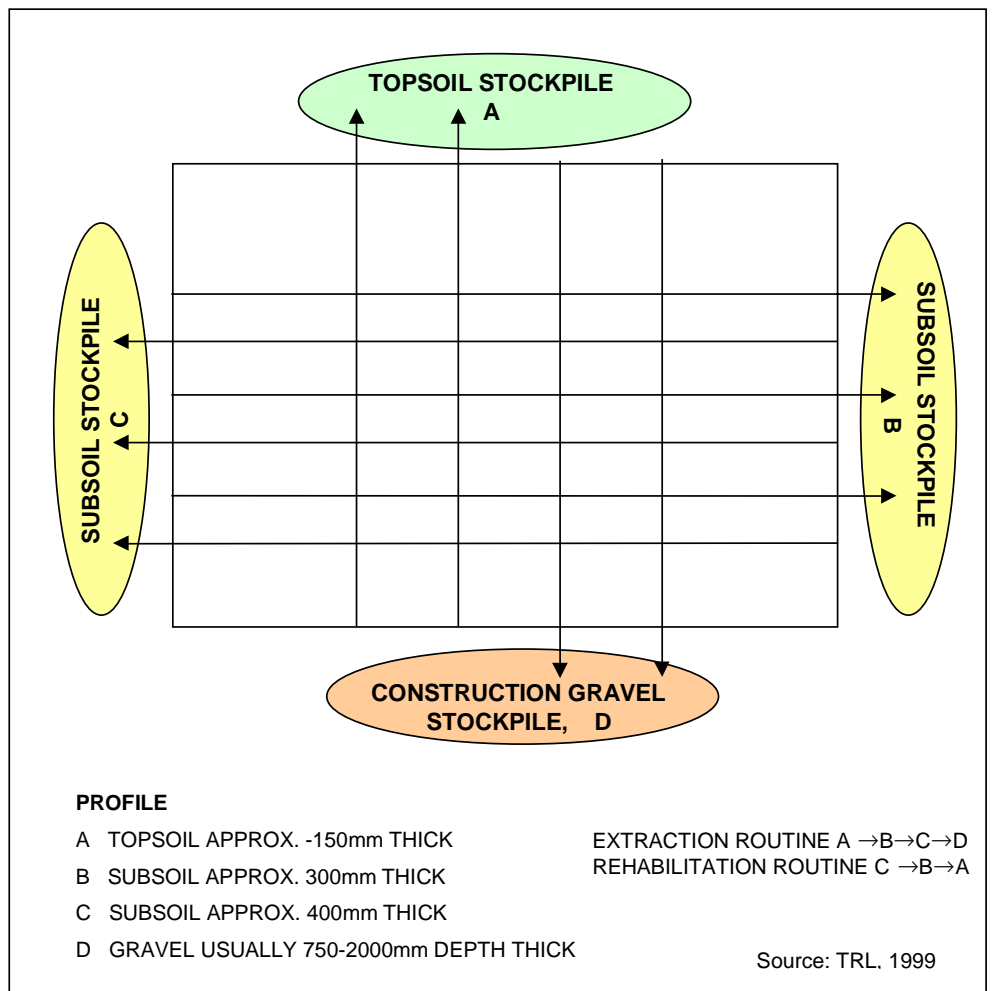 TOPSOIL STOCKPILE
A
SUBSOIL STOCKPILE
C
SUBSOIL STOCKPILE
B
CONSTRUCTION GRAVEL
STOCKPILE, D
PROFILE
A TOPSOIL APPROX. -150mm THICK
B SUBSOIL APPROX. 300mm THICK
C SUBSOIL APPROX. 400mm THICK
D GRAVEL USUALLY 750-2000mm DEPTH THICK
EXTRACTION ROUTINE A →B→C→D
REHABILITATION ROUTINE C →B→A
Source: TRL, 1999